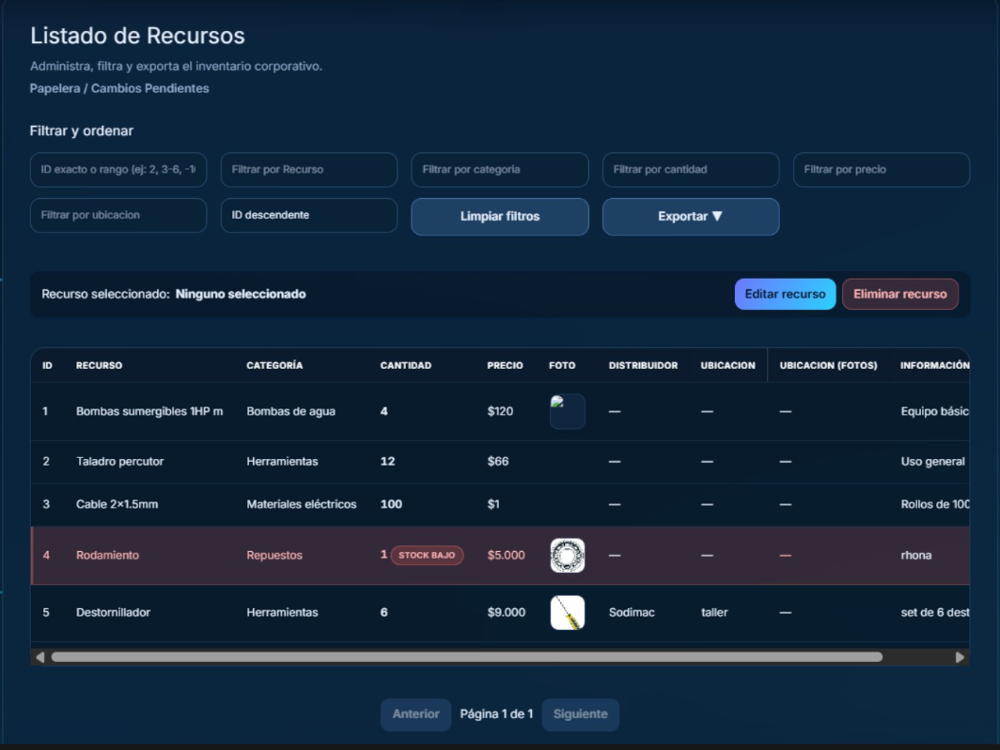 Listado de Recursos
Administra, filtra y exporta el inventario corporativo.
Papelera / Cambios Pendientes
Filtrar y ordenar
ID exacto o rango (ej: 2, 3-6, -1
Filtrar por Recurso
Filtrar por categoria
Filtrar por cantidad
Filtrar por precio
Filtrar por ubicacion
ID descendente
Limpiar filtros
Exportar ▼
Recurso seleccionado: Ninguno seleccionado
Editar recurso
Eliminar recurso
ID RECURSO CATEGORÍA CANTIDAD PRECIO FOTO DISTRIBUIDOR UBICACION UBICACION (FOTOS) INFORMACIÓN
1 Bombas sumergibles 1HP m Bombas de agua 4 $120 — — — Equipo básic
2 Taladro percutor Herramientas 12 $66 — — — Uso general
3 Cable 2×1.5mm Materiales eléctricos 100 $1 — — — Rollos de 100
4 Rodamiento Repuestos 1 STOCK BAJO $5.000 — — — rhona
5 Destornillador Herramientas 6 $9.000 Sodimac taller — set de 6 dest
Anterior Página 1 de 1 Siguiente